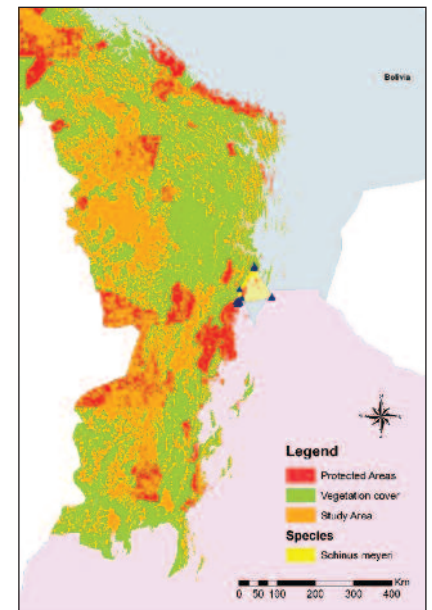 Bolivia
Legend
Protected Areas
Vegetation cover
Study Area
Species
Schinus meyeri
Km
0 50 100 200 300 400